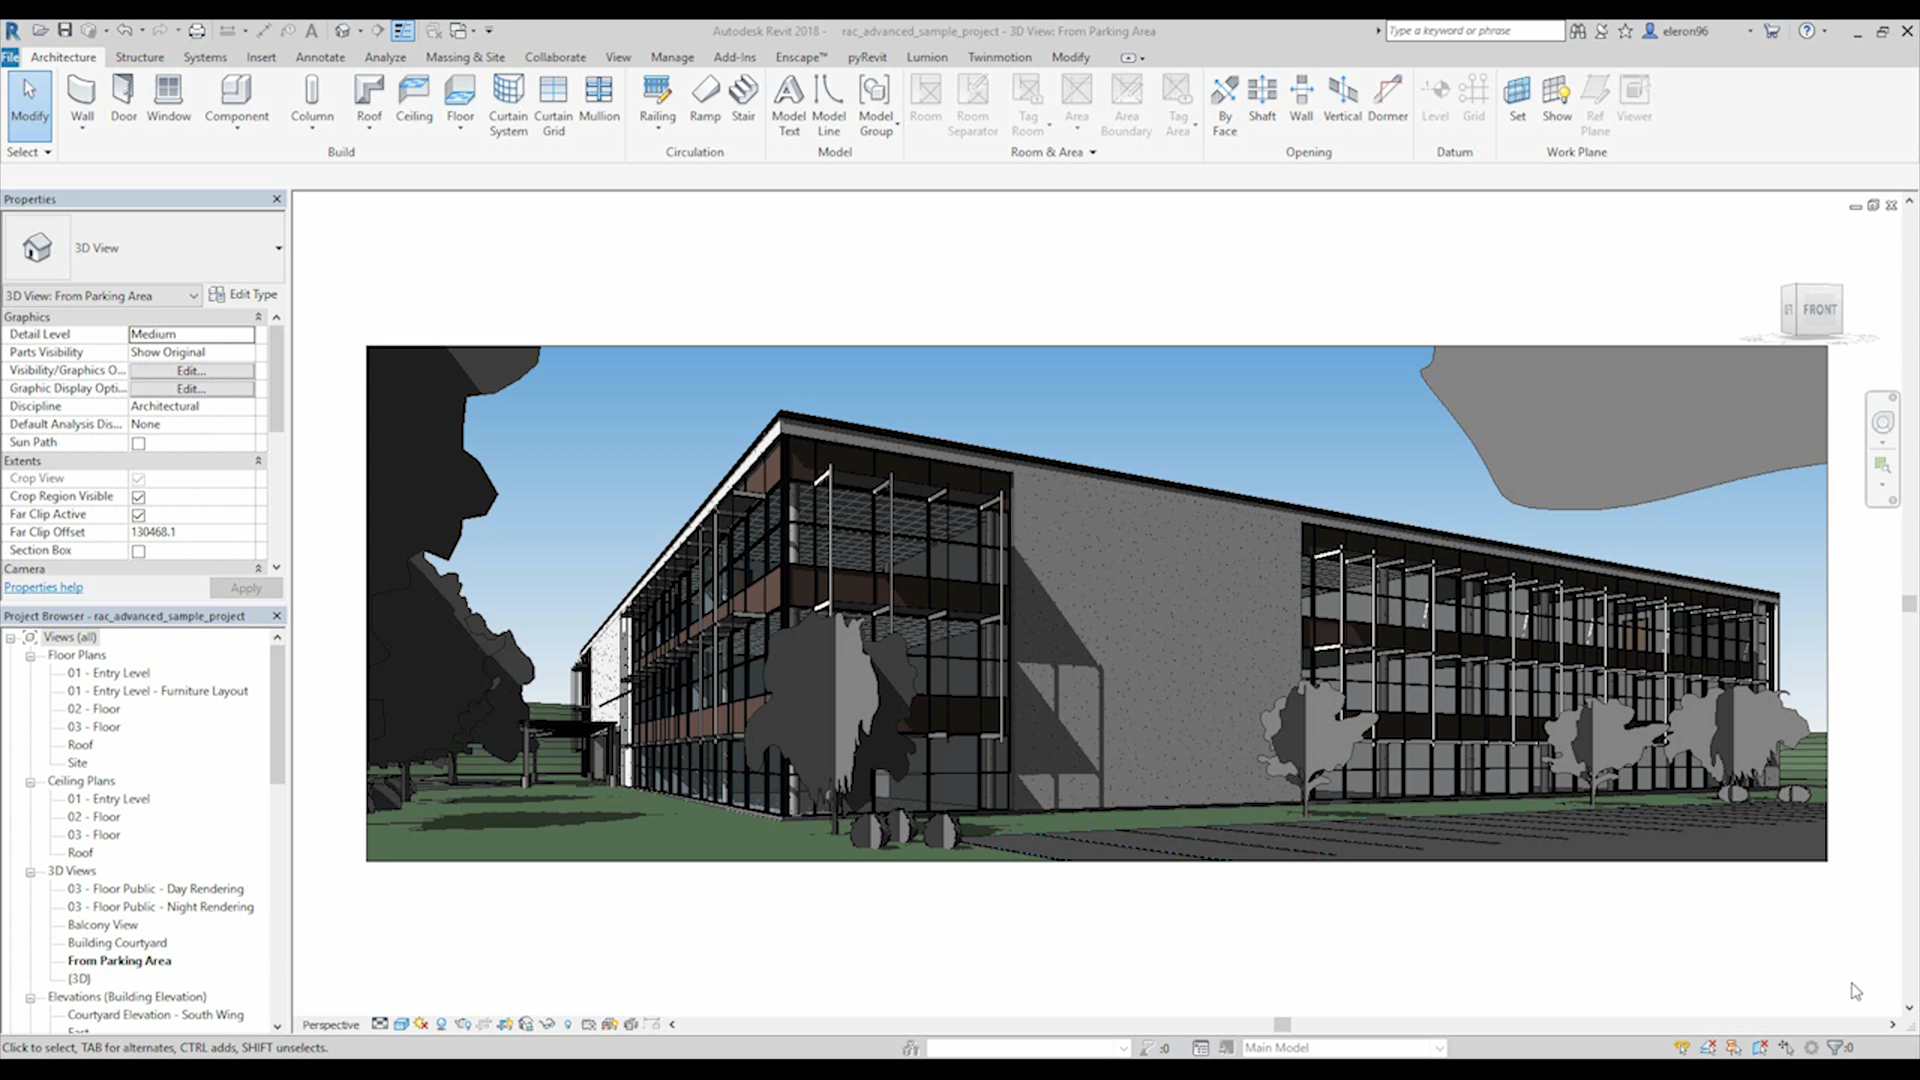 Autodesk Revit 2018 - rac_advanced_sample_project - 3D View: From Parking Area
Type a keyword or phrase
eleron96
File Architecture Structure Systems Insert Annotate Analyze Massing & Site Collaborate View Manage Add-Ins Enscape™ pyRevit Lumion Twinmotion Modify
Modify Wall Door Window Component Column Roof Ceiling Floor Curtain System Curtain Grid Mullion Railing Ramp Stair Model Text Model Line Model Group Room Room Separator Tag Room Area Area Boundary Tag Area By Face Shaft Wall Vertical Dormer Level Grid Set Show Ref Plane Viewer
Select Build Circulation Model Room & Area Opening Datum Work Plane
Properties
3D View
3D View: From Parking Area Edit Type
Graphics
Detail Level Medium
Parts Visibility Show Original
Visibility/Graphics O... Edit...
Graphic Display Opti... Edit...
Discipline Architectural
Default Analysis Dis... None
Sun Path
Extents
Crop View
Crop Region Visible
Far Clip Active
Far Clip Offset 130468.1
Section Box
Camera
Properties help Apply
Project Browser - rac_advanced_sample_project
Views (all)
Floor Plans
01 - Entry Level
01 - Entry Level - Furniture Layout
02 - Floor
03 - Floor
Roof
Site
Ceiling Plans
01 - Entry Level
02 - Floor
03 - Floor
Roof
3D Views
03 - Floor Public - Day Rendering
03 - Floor Public - Night Rendering
Balcony View
Building Courtyard
From Parking Area
{3D}
Elevations (Building Elevation)
Courtyard Elevation - South Wing
East
FRONT
Perspective
Click to select, TAB for alternates, CTRL adds, SHIFT unselects.
:0
Main Model
:0